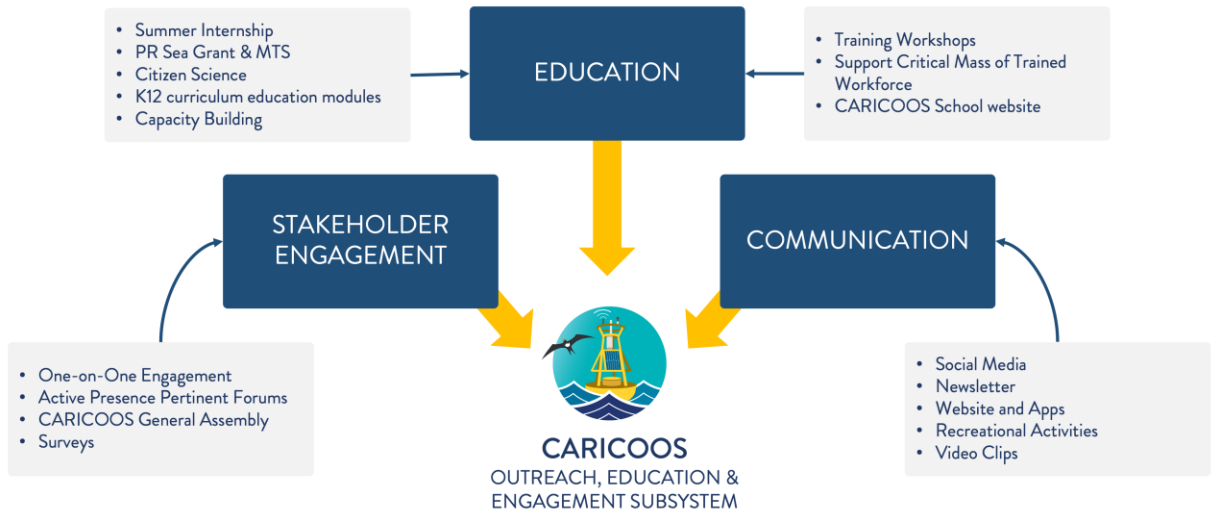 • Summer Internship
• PR Sea Grant & MTS
• Citizen Science
• K12 curriculum education modules
• Capacity Building
EDUCATION
• Training Workshops
• Support Critical Mass of Trained
Workforce
• CARICOOS School website
STAKEHOLDER
ENGAGEMENT
COMMUNICATION
• One-on-One Engagement
• Active Presence Pertinent Forums
• CARICOOS General Assembly
• Surveys
• Social Media
• Newsletter
• Website and Apps
• Recreational Activities
• Video Clips
CARICOOS
OUTREACH, EDUCATION &
ENGAGEMENT SUBSYSTEM